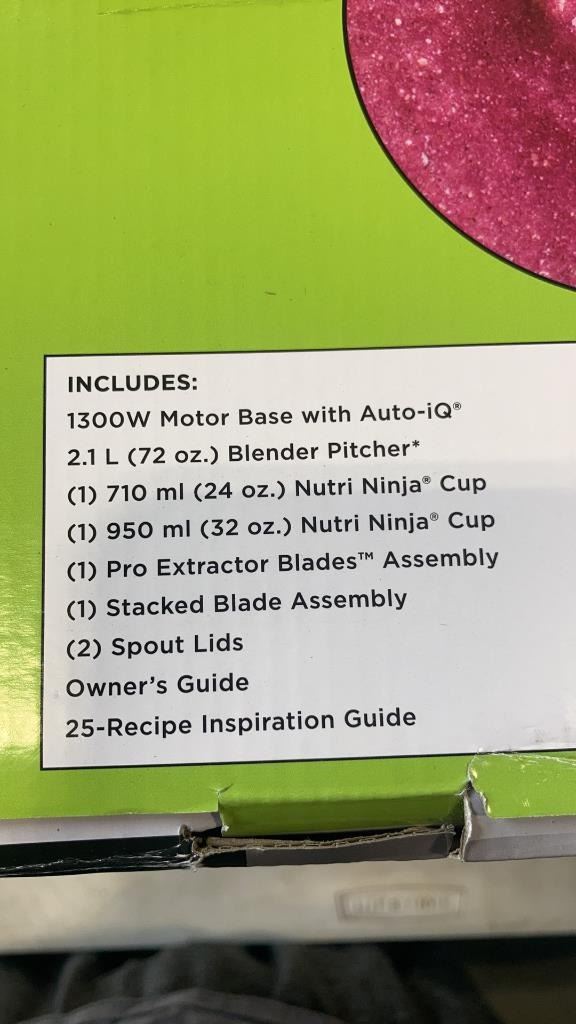 INCLUDES:
1300W Motor Base with Auto-iQ®
2.1 L (72 oz.) Blender Pitcher*
(1) 710 ml (24 oz.) Nutri Ninja® Cup
(1) 950 ml (32 oz.) Nutri Ninja® Cup
(1) Pro Extractor Blades™ Assembly
(1) Stacked Blade Assembly
(2) Spout Lids
Owner's Guide
25-Recipe Inspiration Guide